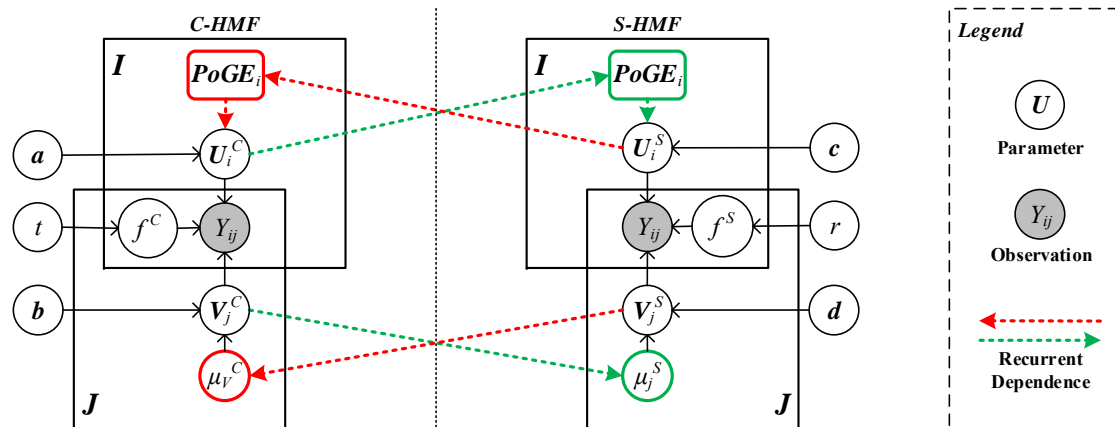 C-HMF
S-HMF
Legend
I
PoGE_i
I
PoGE_i
U
Parameter
a
U_i^C
U_i^S
c
t
f^C
Y_ij
Y_ij
f^S
r
Y_ij
Observation
b
V_j^C
V_j^S
d
Recurrent
Dependence
μ_V^C
μ_j^S
J
J